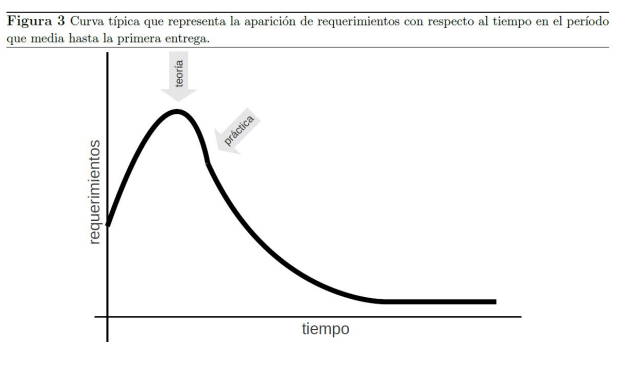 Figura 3 Curva típica que representa la aparición de requerimientos con respecto al tiempo en el período
que media hasta la primera entrega.
teoría
práctica
requerimientos
tiempo